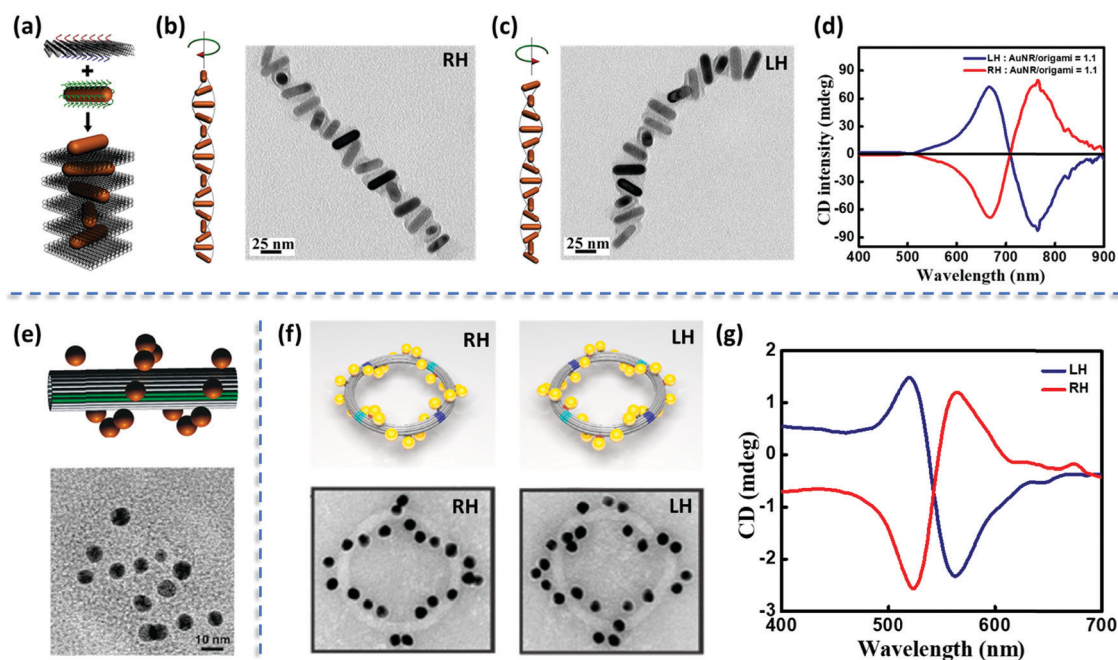 (a)
+
(b)
RH
25 nm
(c)
LH
25 nm
(d)
LH : AuNR/origami = 1.1
RH : AuNR/origami = 1.1
CD intensity (mdeg)
90
60
30
0
-30
-60
-90
400 500 600 700 800 900
Wavelength (nm)
(e)
10 nm
(f)
RH
LH
RH
LH
(g)
LH
RH
CD (mdeg)
2
1
0
-1
-2
-3
400 500 600 700
Wavelength (nm)